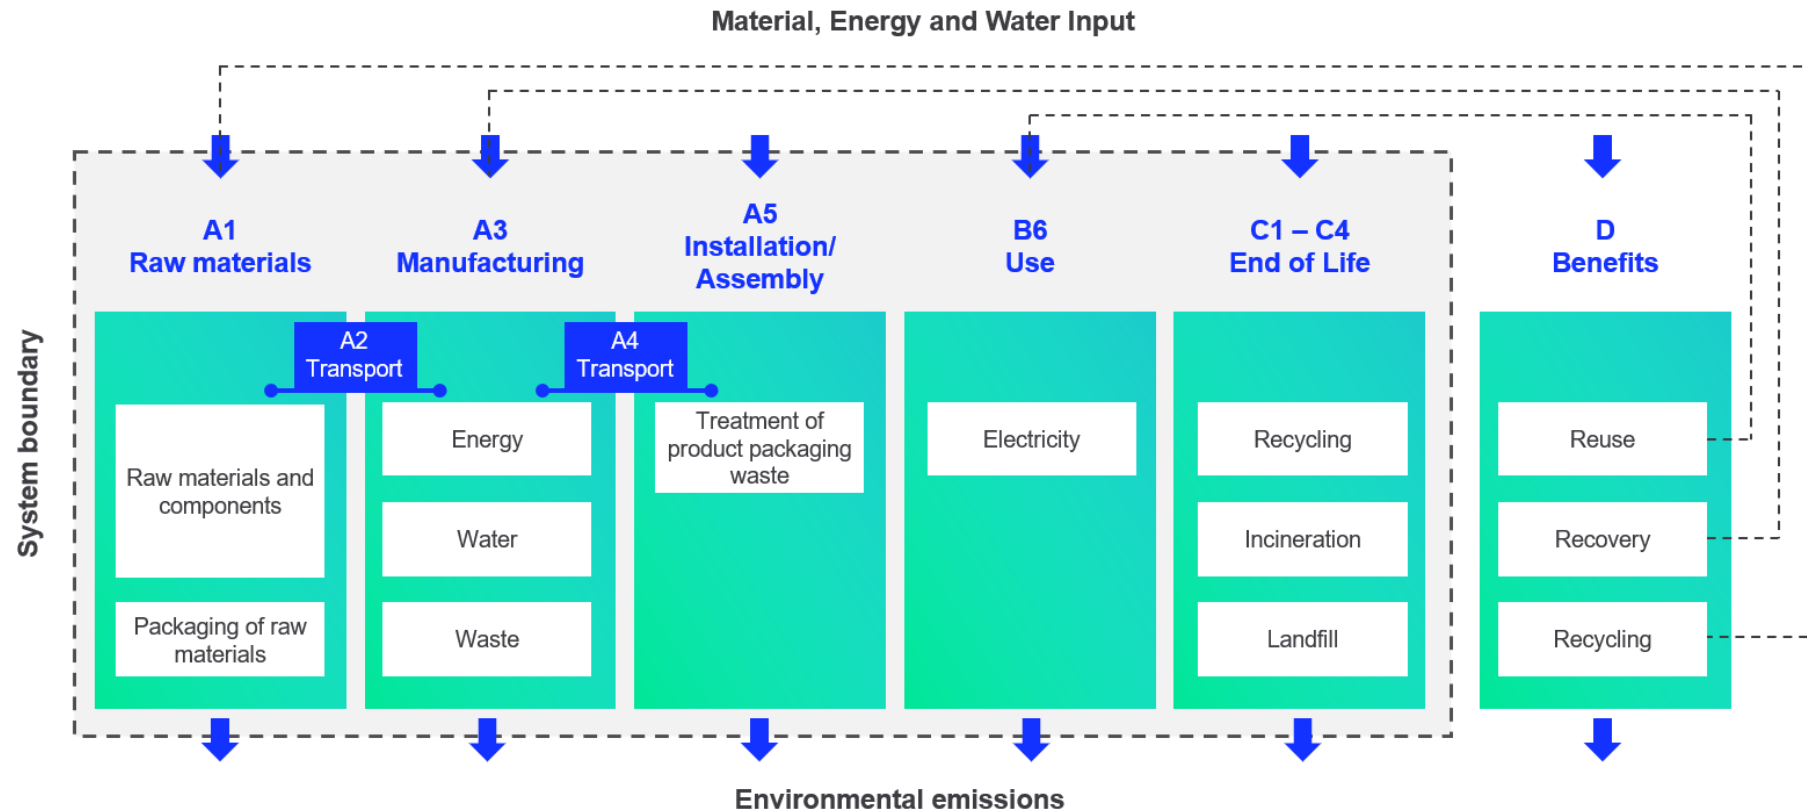 Material, Energy and Water Input
System boundary
A1
Raw materials
A3
Manufacturing
A5
Installation/
Assembly
B6
Use
C1 – C4
End of Life
D
Benefits
A2
Transport
A4
Transport
Raw materials and
components
Packaging of raw
materials
Energy
Water
Waste
Treatment of
product packaging
waste
Electricity
Recycling
Incineration
Landfill
Reuse
Recovery
Recycling
Environmental emissions